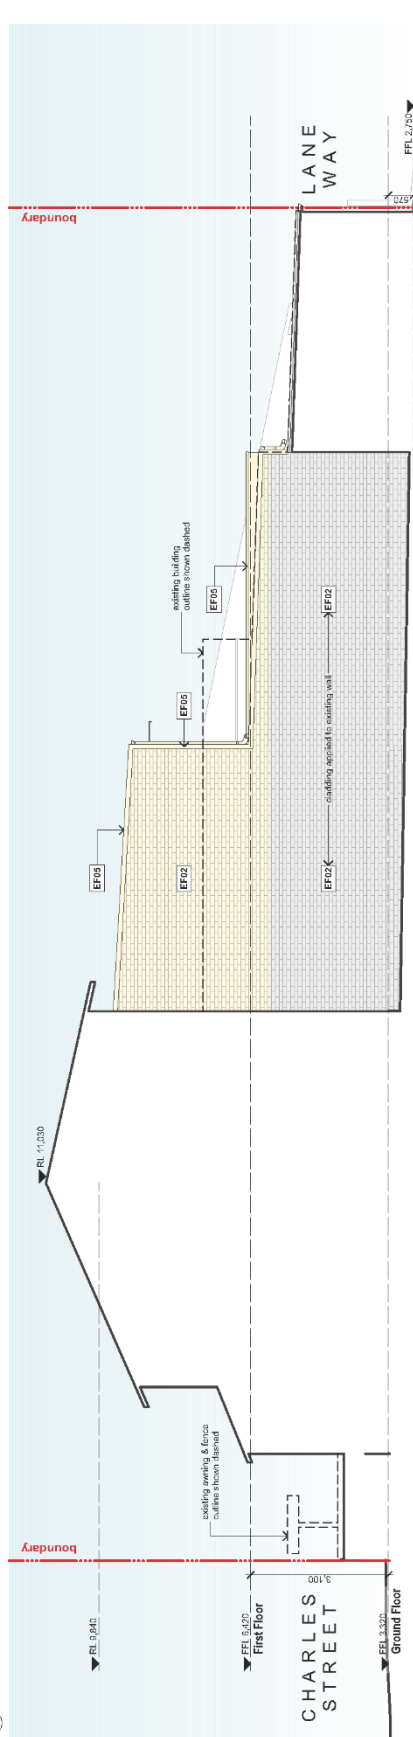 boundary
boundary
RL 11,030
RL 9,840
FFL 6,420
First Floor
3,100
FFL 3,320
Ground Floor
CHARLES
STREET
existing awning & fence
outline shown dashed
EF05
EF02
EF05
existing building
outline shown dashed
EF05
EF02
cladding applied to existing wall
EF02
LANE
WAY
570
FFL 2,750